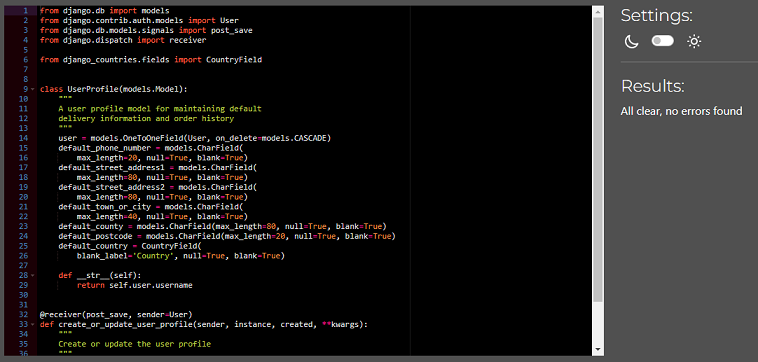 1 from django.db import models
2 from django.contrib.auth.models import User
3 from django.db.models.signals import post_save
4 from django.dispatch import receiver
5
6 from django_countries.fields import CountryField
7
8
9 class UserProfile(models.Model):
10 """
11 A user profile model for maintaining default
12 delivery information and order history
13 """
14 user = models.OneToOneField(User, on_delete=models.CASCADE)
15 default_phone_number = models.CharField(
16 max_length=20, null=True, blank=True)
17 default_street_address1 = models.CharField(
18 max_length=80, null=True, blank=True)
19 default_street_address2 = models.CharField(
20 max_length=80, null=True, blank=True)
21 default_town_or_city = models.CharField(
22 max_length=40, null=True, blank=True)
23 default_county = models.CharField(max_length=80, null=True, blank=True)
24 default_postcode = models.CharField(max_length=20, null=True, blank=True)
25 default_country = CountryField(
26 blank_label='Country', null=True, blank=True)
27
28 def __str__(self):
29 return self.user.username
30
31
32 @receiver(post_save, sender=User)
33 def create_or_update_user_profile(sender, instance, created, **kwargs):
34 """
35 Create or update the user profile
36 """
Settings:
Results:
All clear, no errors found